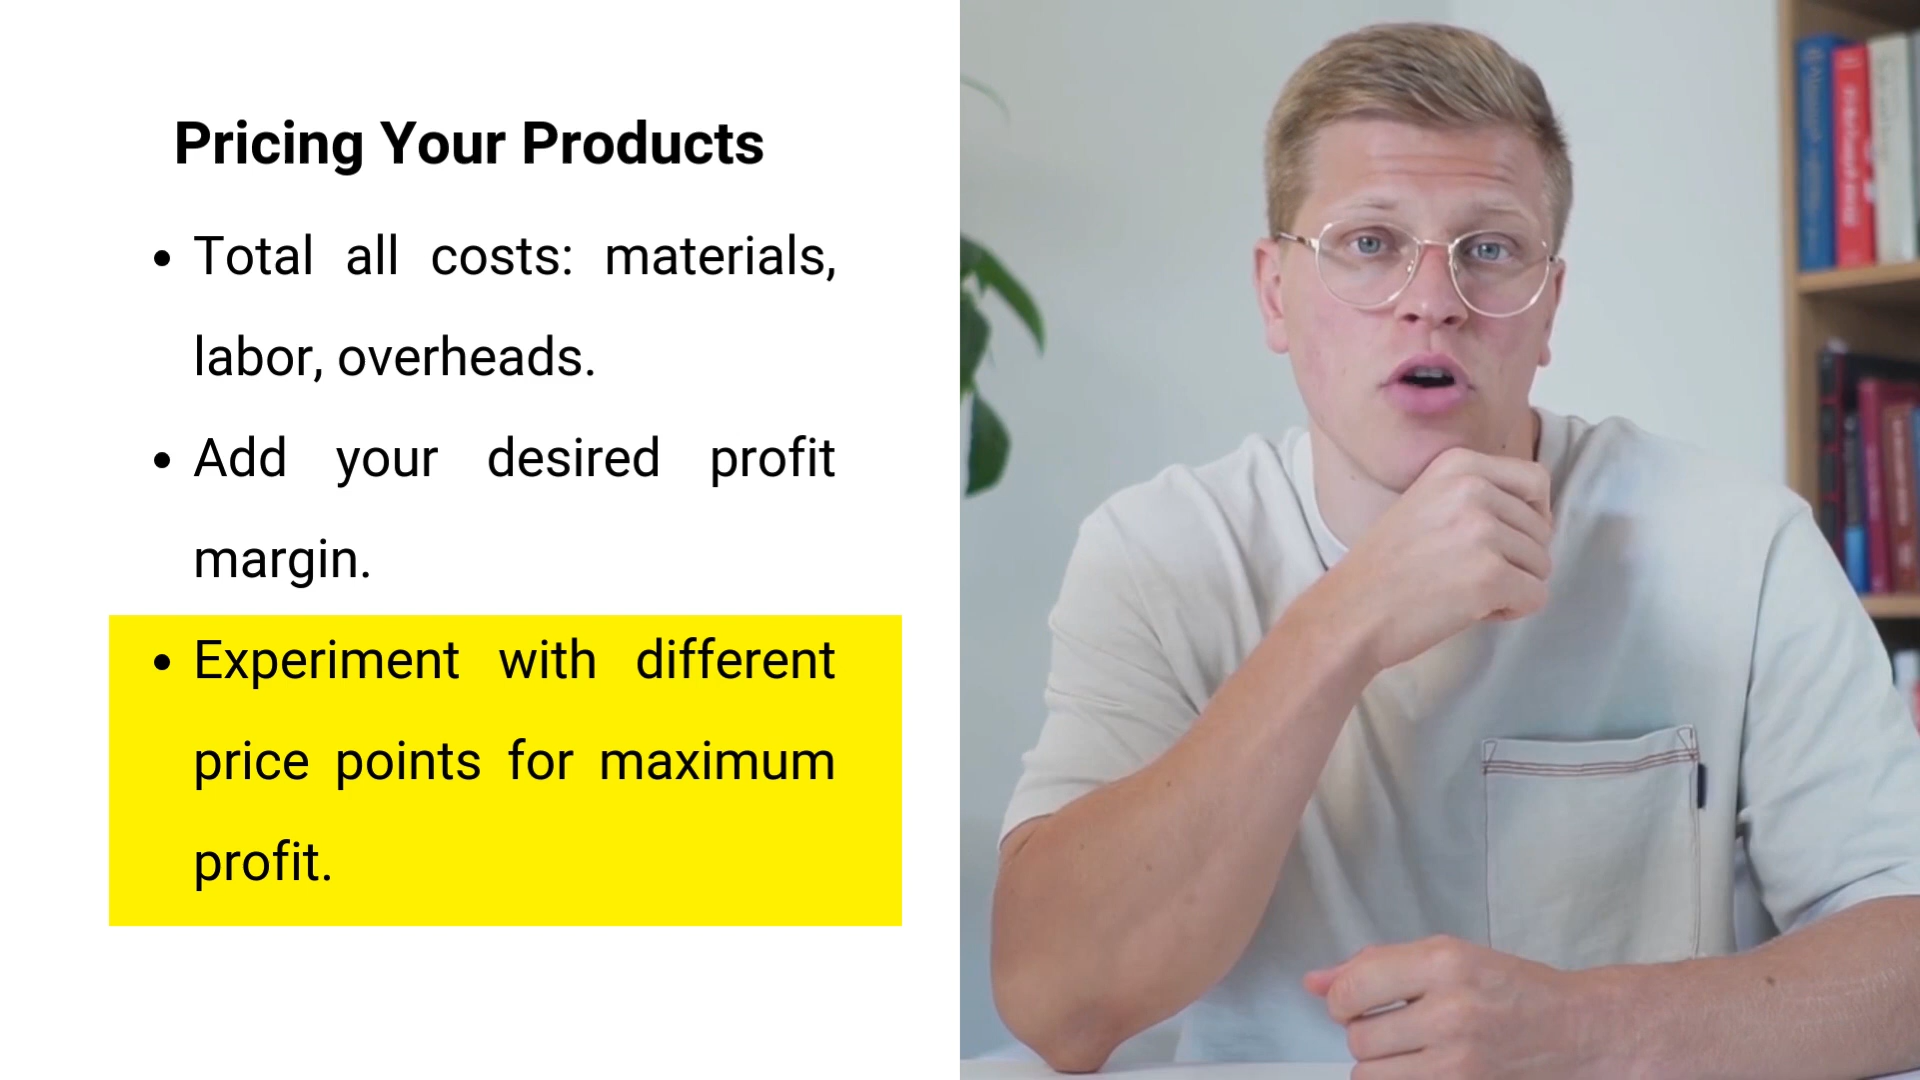 Pricing Your Products
• Total all costs: materials,
labor, overheads.
• Add your desired profit
margin.
• Experiment with different
price points for maximum
profit.